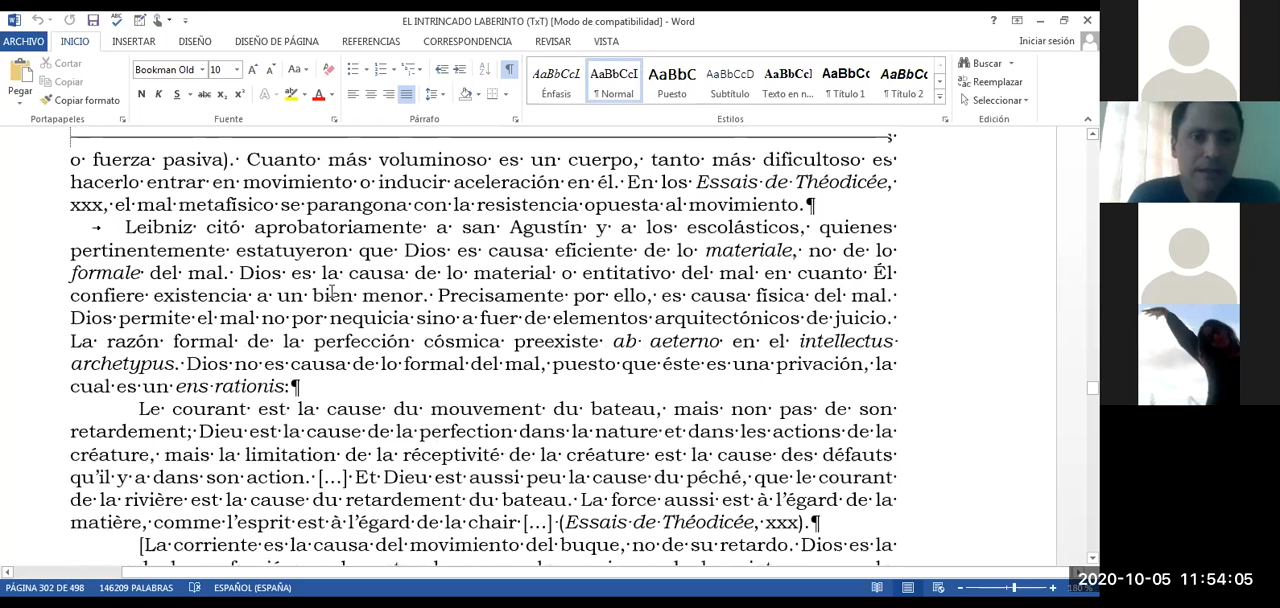 EL INTRINCADO LABERINTO (TxT) [Modo de compatibilidad] - Word
ARCHIVO INICIO INSERTAR DISEÑO DISEÑO DE PÁGINA REFERENCIAS CORRESPONDENCIA REVISAR VISTA Iniciar sesión
Cortar
Copiar
Copiar formato
Pegar
Portapapeles
Bookman Old 10
N K S abc x₂ x²
Fuente
Párrafo
AaBbCcI AaBbCcI AaBbC AaBbCcD AaBbCcl AaBbCc AaBbCc
Énfasis ¶ Normal Puesto Subtítulo Texto en n... ¶ Título 1 ¶ Título 2
Estilos
Buscar
Reemplazar
Seleccionar
Edición
o fuerza pasiva). Cuanto más voluminoso es un cuerpo, tanto más dificultoso es
hacerlo entrar en movimiento o inducir aceleración en él. En los Essais de Théodicée,
xxx, el mal metafísico se parangona con la resistencia opuesta al movimiento.¶
Leibniz citó aprobatoriamente a san Agustín y a los escolásticos, quienes
pertinentemente estatuyeron que Dios es causa eficiente de lo materiale, no de lo
formale del mal. Dios es la causa de lo material o entitativo del mal en cuanto Él
confiere existencia a un bien menor. Precisamente por ello, es causa física del mal.
Dios permite el mal no por nequicia sino a fuer de elementos arquitectónicos de juicio.
La razón formal de la perfección cósmica preexiste ab aeterno en el intellectus
archetypus. Dios no es causa de lo formal del mal, puesto que éste es una privación, la
cual es un ens rationis:¶
Le courant est la cause du mouvement du bateau, mais non pas de son
retardement; Dieu est la cause de la perfection dans la nature et dans les actions de la
créature, mais la limitation de la réceptivité de la créature est la cause des défauts
qu'il y a dans son action. [...] Et Dieu est aussi peu la cause du péché, que le courant
de la rivière est la cause du retardement du bateau. La force aussi est à l'égard de la
matière, comme l'esprit est à l'égard de la chair [...] (Essais de Théodicée, xxx).¶
[La corriente es la causa del movimiento del buque, no de su retardo. Dios es la
PÁGINA 302 DE 498 146209 PALABRAS ESPAÑOL (ESPAÑA) 180 %
2020-10-05 11:54:05